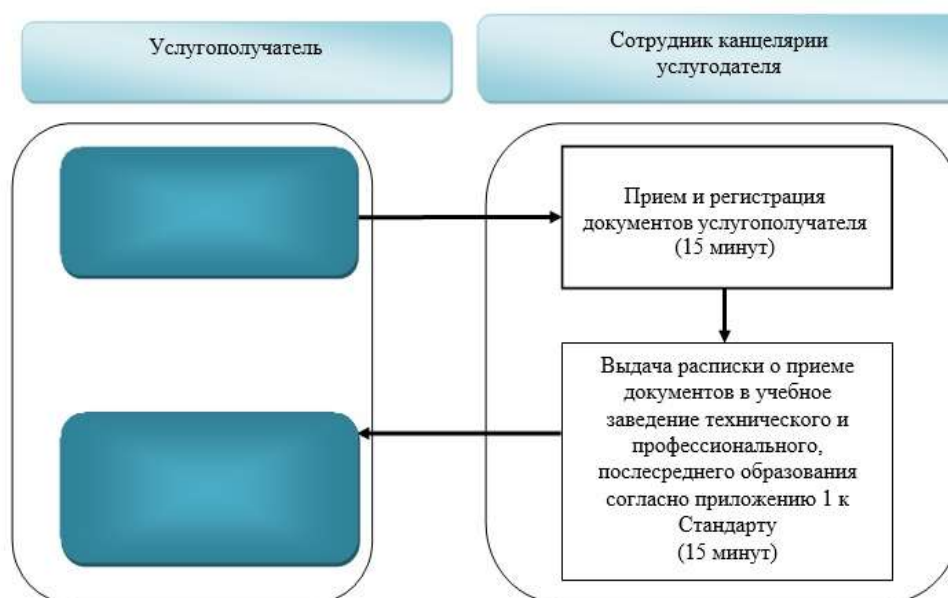 Услугополучатель
Сотрудник канцелярии
услугодателя
Прием и регистрация
документов услугополучателя
(15 минут)
Выдача расписки о приеме
документов в учебное
заведение технического и
профессионального,
послесреднего образования
согласно приложению 1 к
Стандарту
(15 минут)